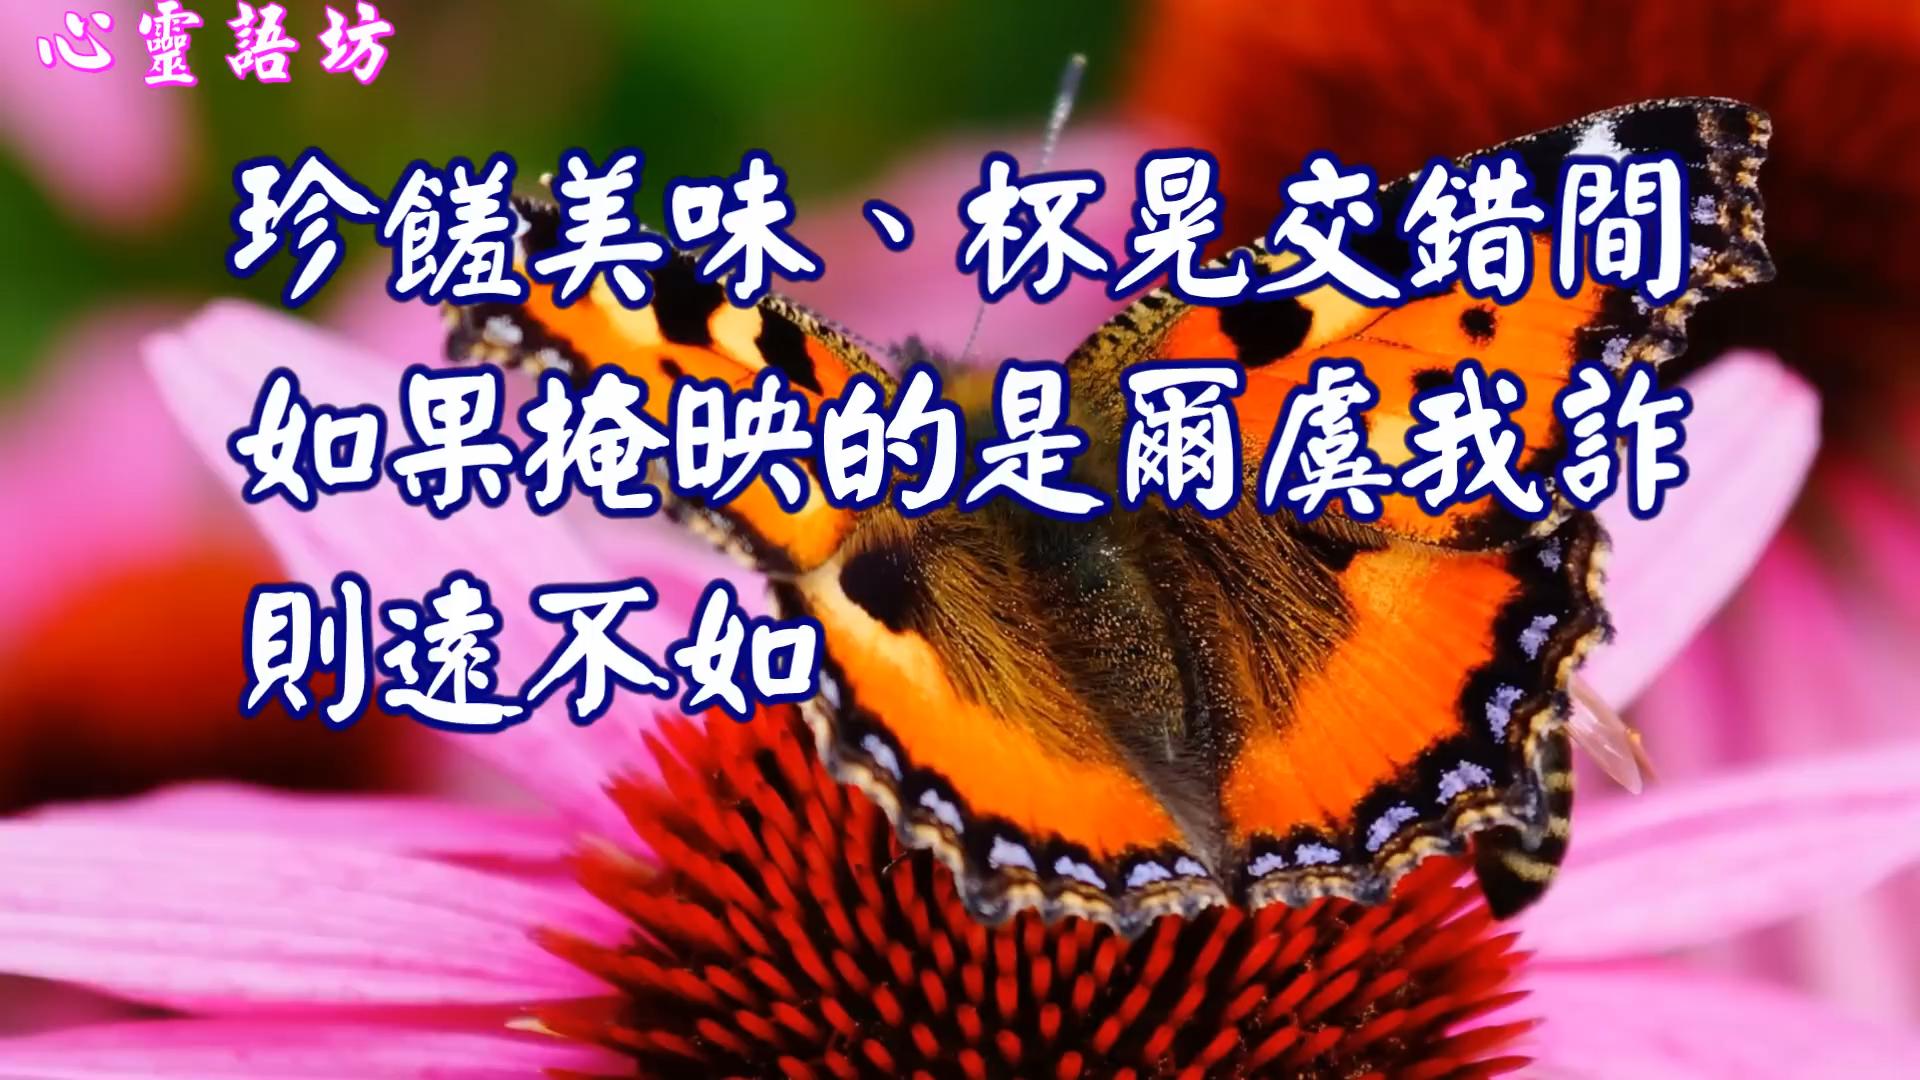 心靈語坊
珍饈美味、杯晃交錯間
如果掩映的是爾虞我詐
則遠不如